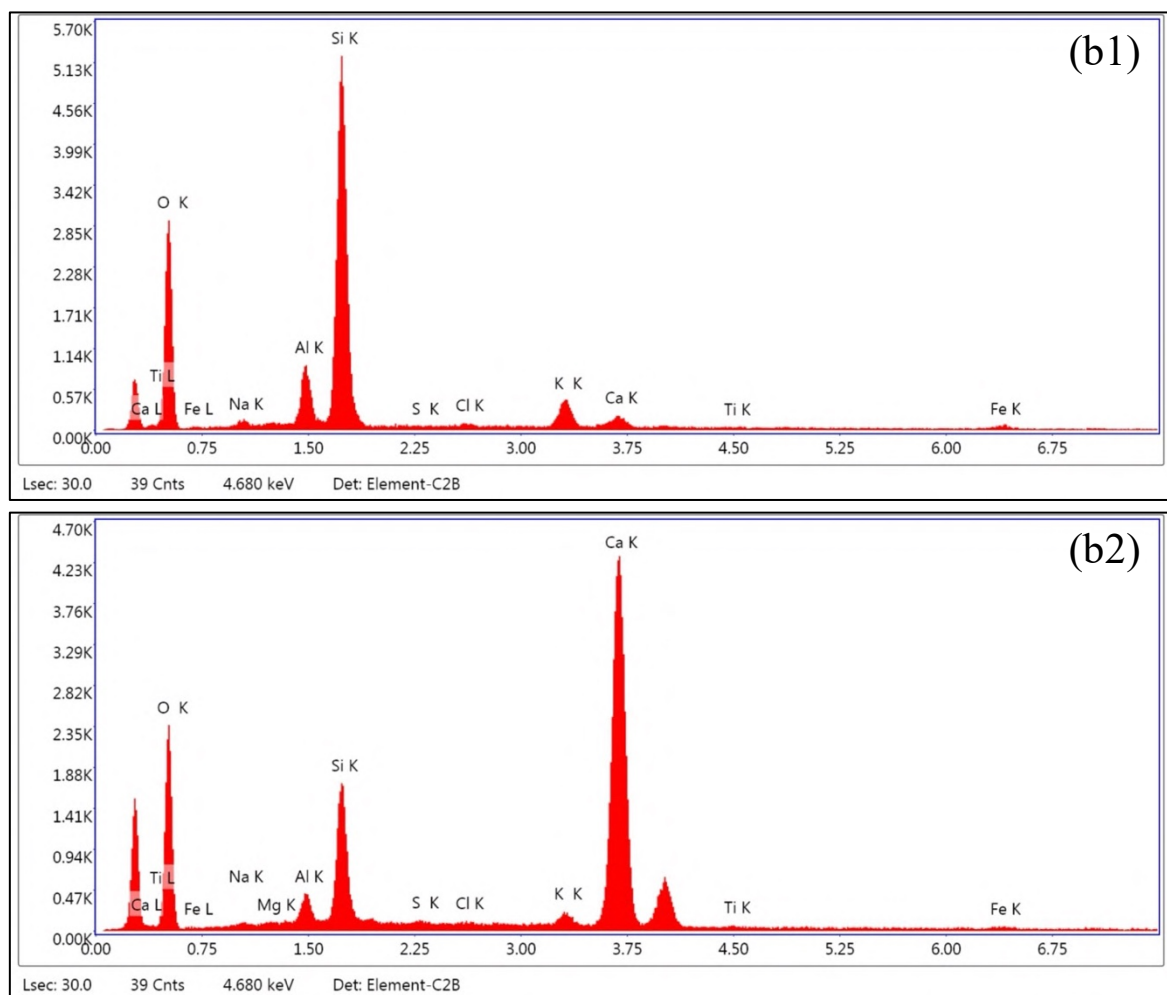 (b1)
5.70K
Si K
5.13K
4.56K
3.99K
3.42K
O K
2.85K
2.28K
1.71K
Al K
1.14K
Ti L
K K
Ca K
0.57K
Ca L
Fe L
Na K
S K
Cl K
Ti K
Fe K
0.00K
0.00 0.75 1.50 2.25 3.00 3.75 4.50 5.25 6.00 6.75
Lsec: 30.0 39 Cnts 4.680 keV Det: Element-C2B
(b2)
4.70K
Ca K
4.23K
3.76K
3.29K
2.82K
O K
2.35K
Si K
1.88K
1.41K
0.94K
Ti L
Na K
Al K
K K
0.47K
Ca L
Fe L
Mg K
S K
Cl K
Ti K
Fe K
0.00K
0.00 0.75 1.50 2.25 3.00 3.75 4.50 5.25 6.00 6.75
Lsec: 30.0 39 Cnts 4.680 keV Det: Element-C2B